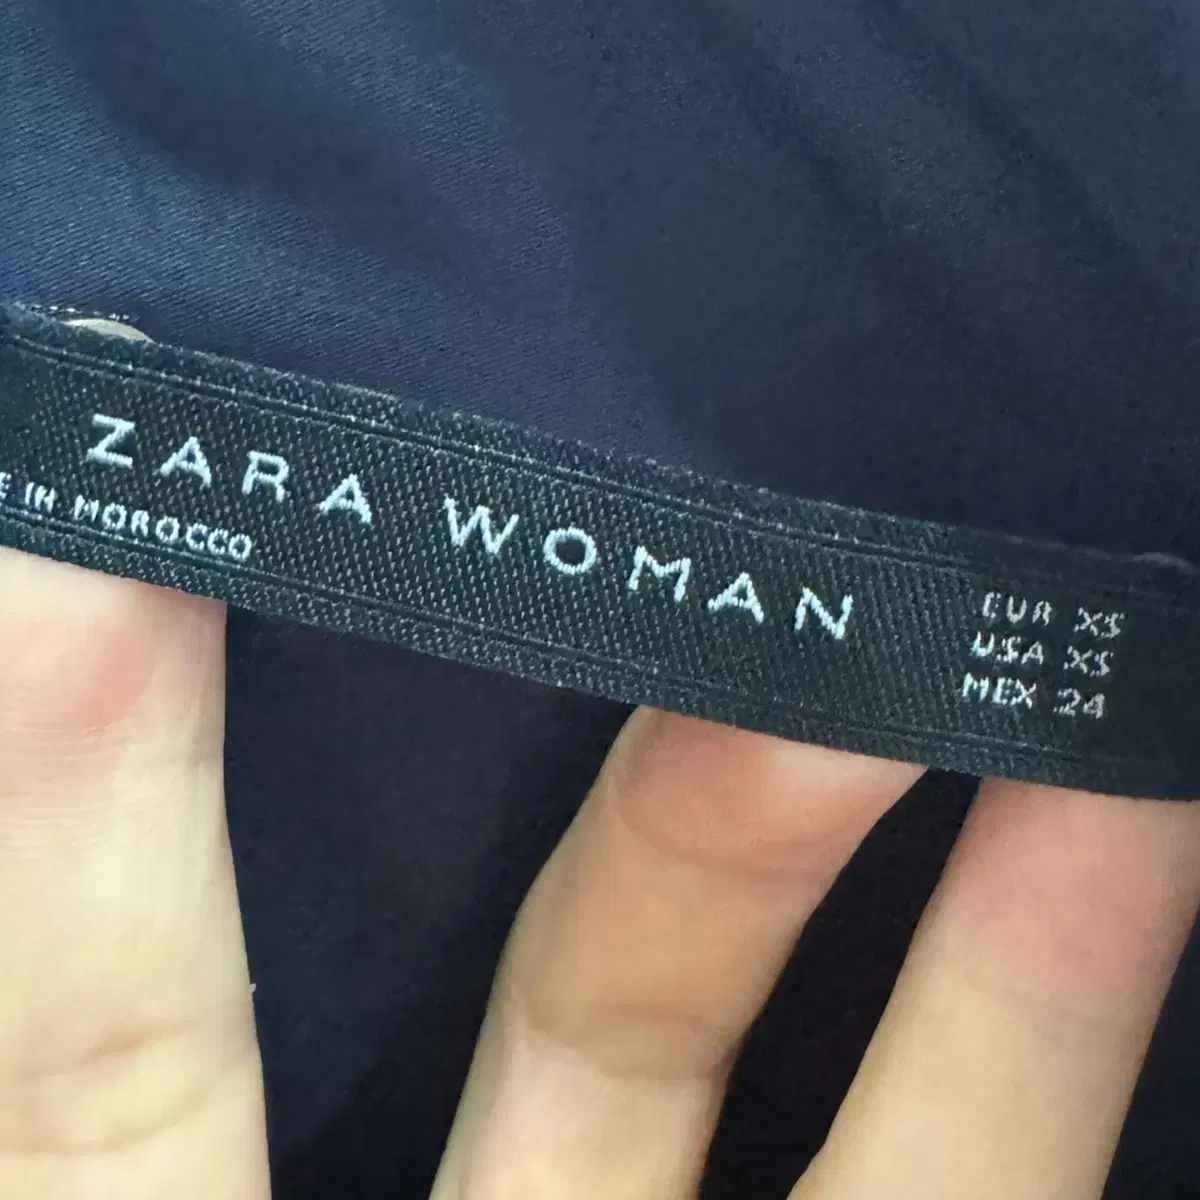 ZARA WOMAN
E IN MOROCCO
EUR XS
USA XS
MEX 24